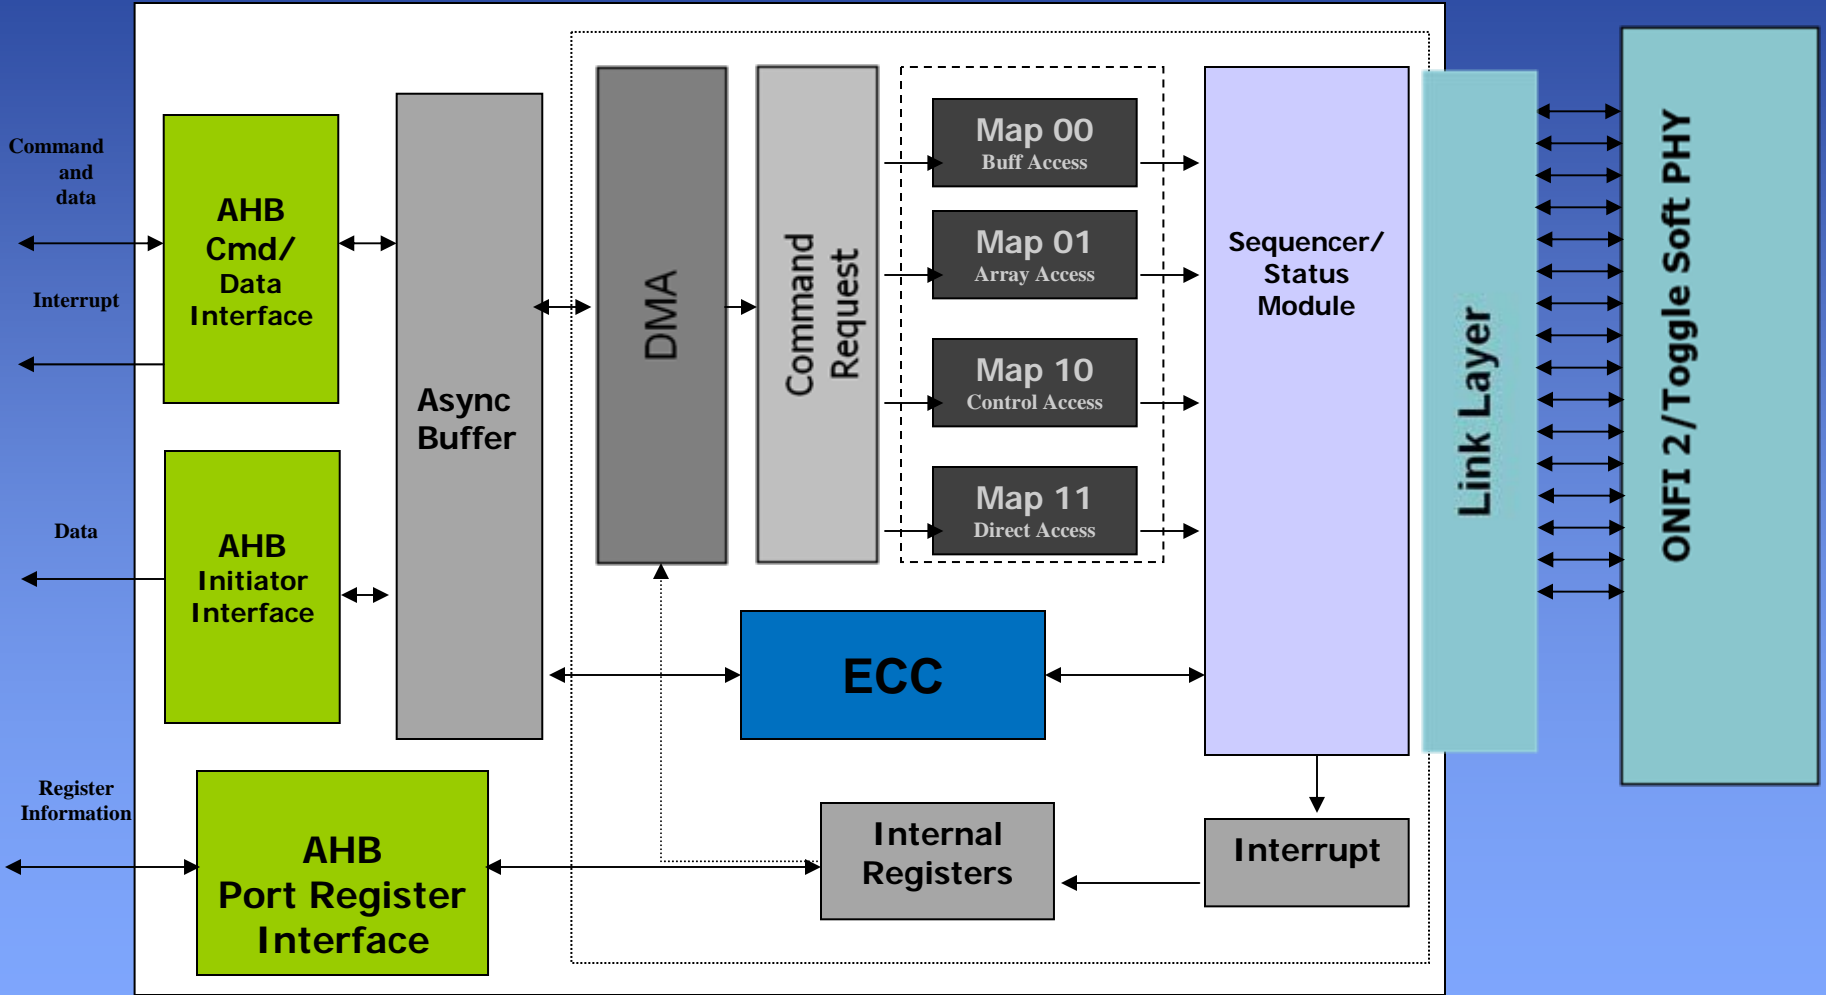 Command
and
data
Interrupt
Data
Register
Information
AHB
Cmd/
Data
Interface
AHB
Initiator
Interface
AHB
Port Register
Interface
Async
Buffer
DMA
Command
Request
Map 00
Buff Access
Map 01
Array Access
Map 10
Control Access
Map 11
Direct Access
ECC
Internal
Registers
Sequencer/
Status
Module
Interrupt
Link Layer
ONFI 2/Toggle Soft PHY